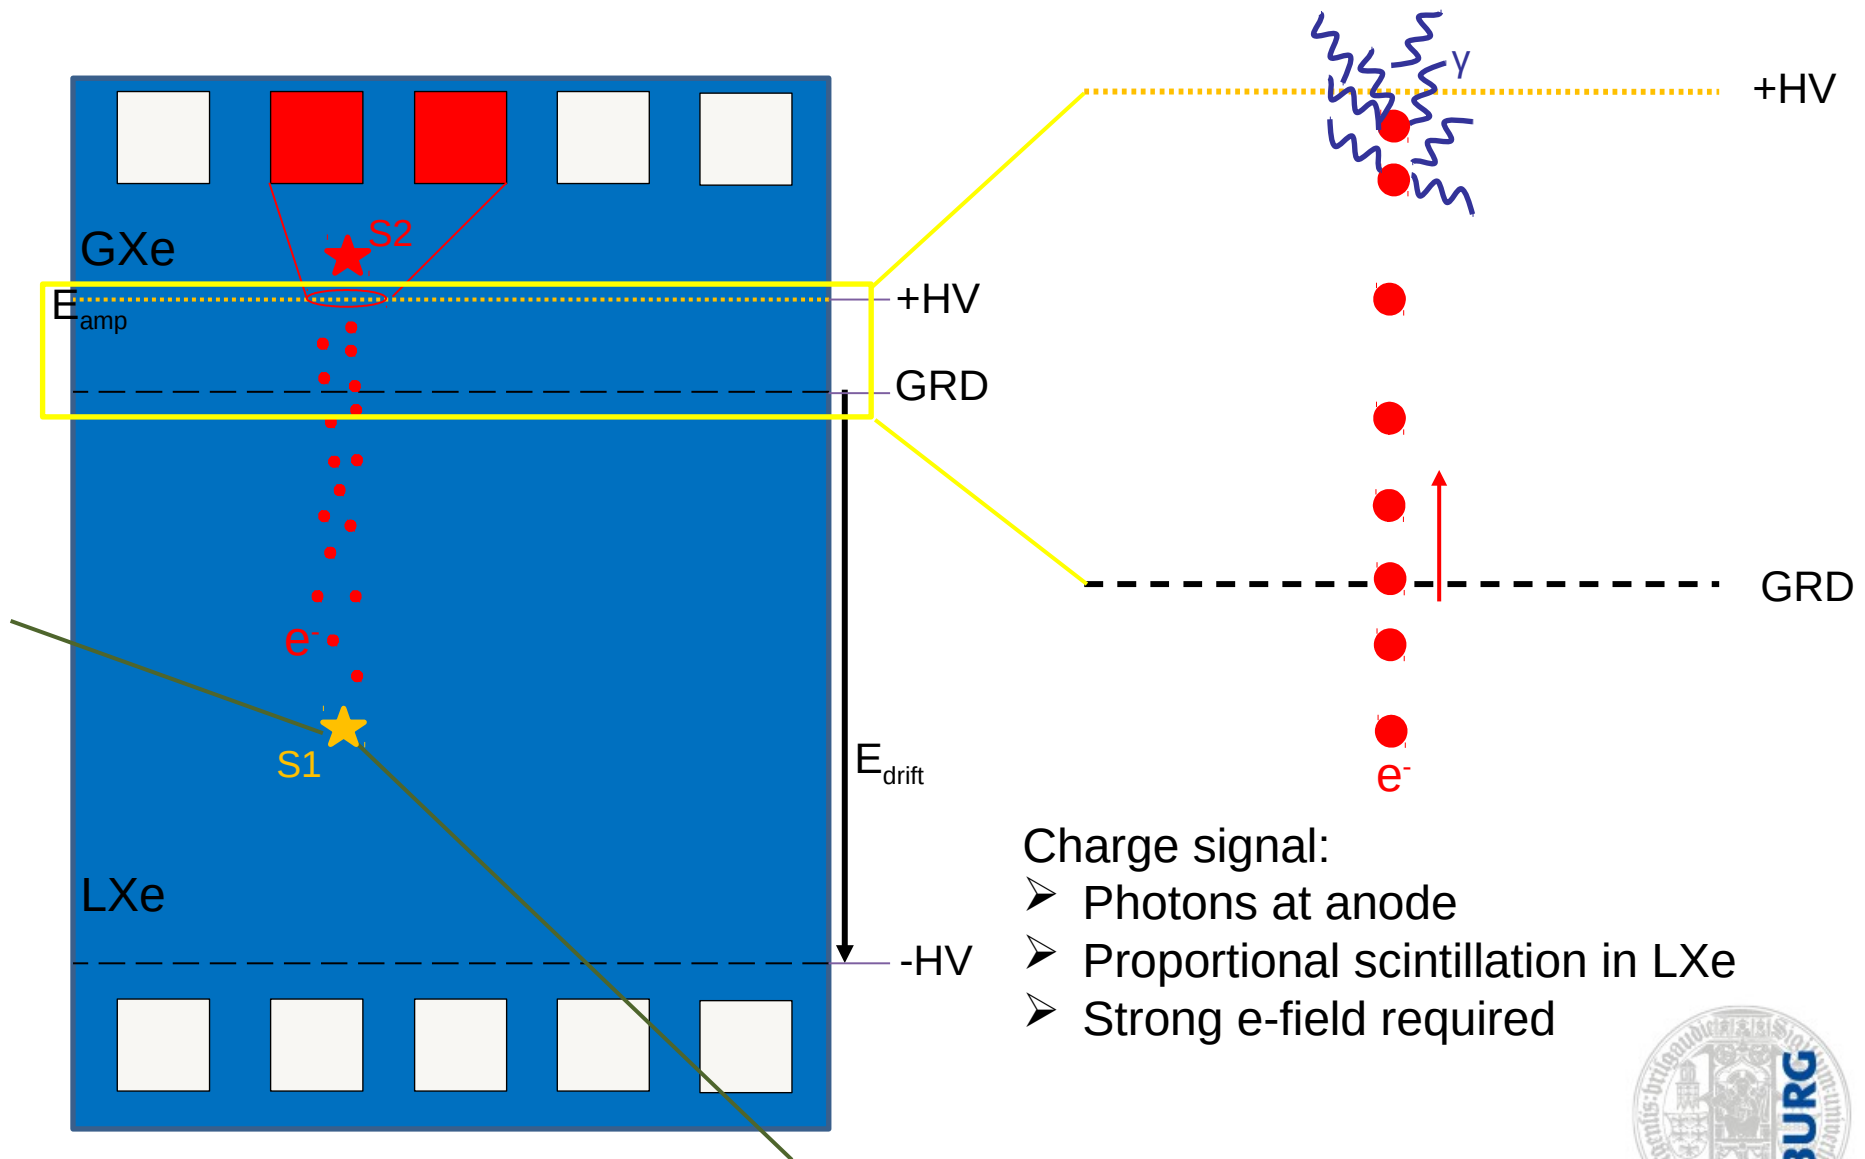 γ
+HV
S2
GXe
E
amp
+HV
GRD
GRD
e-
e-
S1
E
drift
Charge signal:
➢ Photons at anode
➢ Proportional scintillation in LXe
➢ Strong e-field required
LXe
-HV
BURG